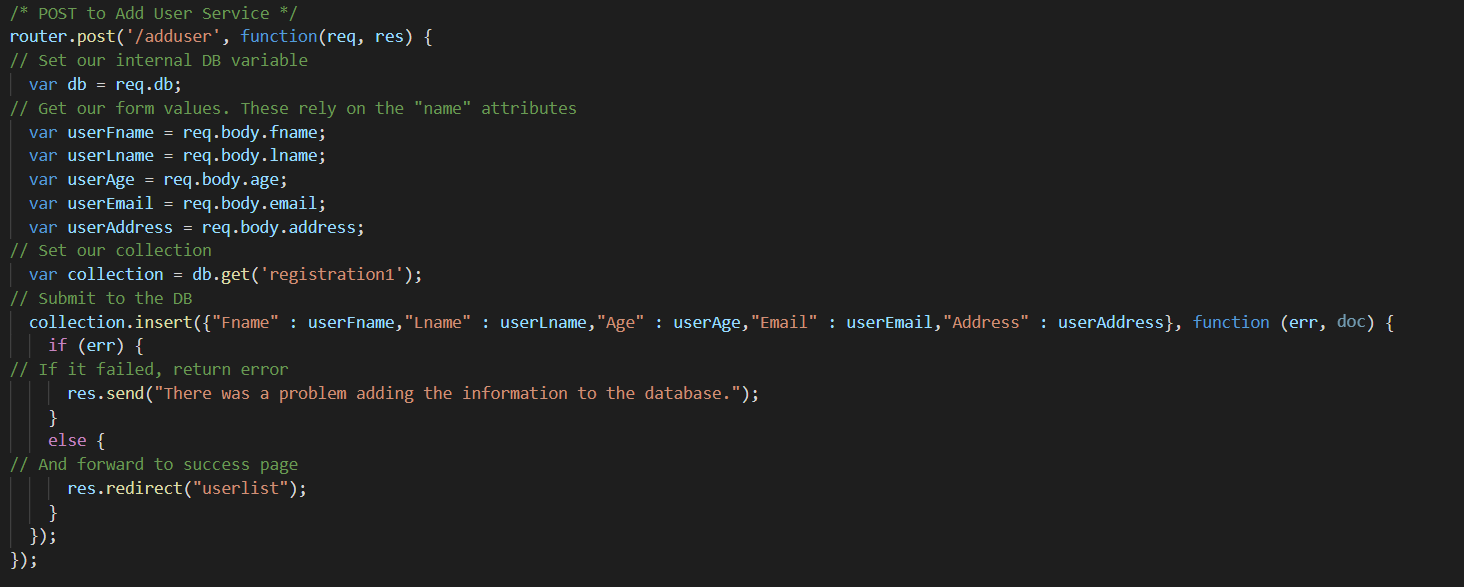 /* POST to Add User Service */
router.post('/adduser', function(req, res) {
// Set our internal DB variable
  var db = req.db;
// Get our form values. These rely on the "name" attributes
  var userFname = req.body.fname;
  var userLname = req.body.lname;
  var userAge = req.body.age;
  var userEmail = req.body.email;
  var userAddress = req.body.address;
// Set our collection
  var collection = db.get('registration1');
// Submit to the DB
  collection.insert({"Fname" : userFname,"Lname" : userLname,"Age" : userAge,"Email" : userEmail,"Address" : userAddress}, function (err, doc) {
    if (err) {
// If it failed, return error
      res.send("There was a problem adding the information to the database.");
    }
    else {
// And forward to success page
      res.redirect("userlist");
    }
  });
});